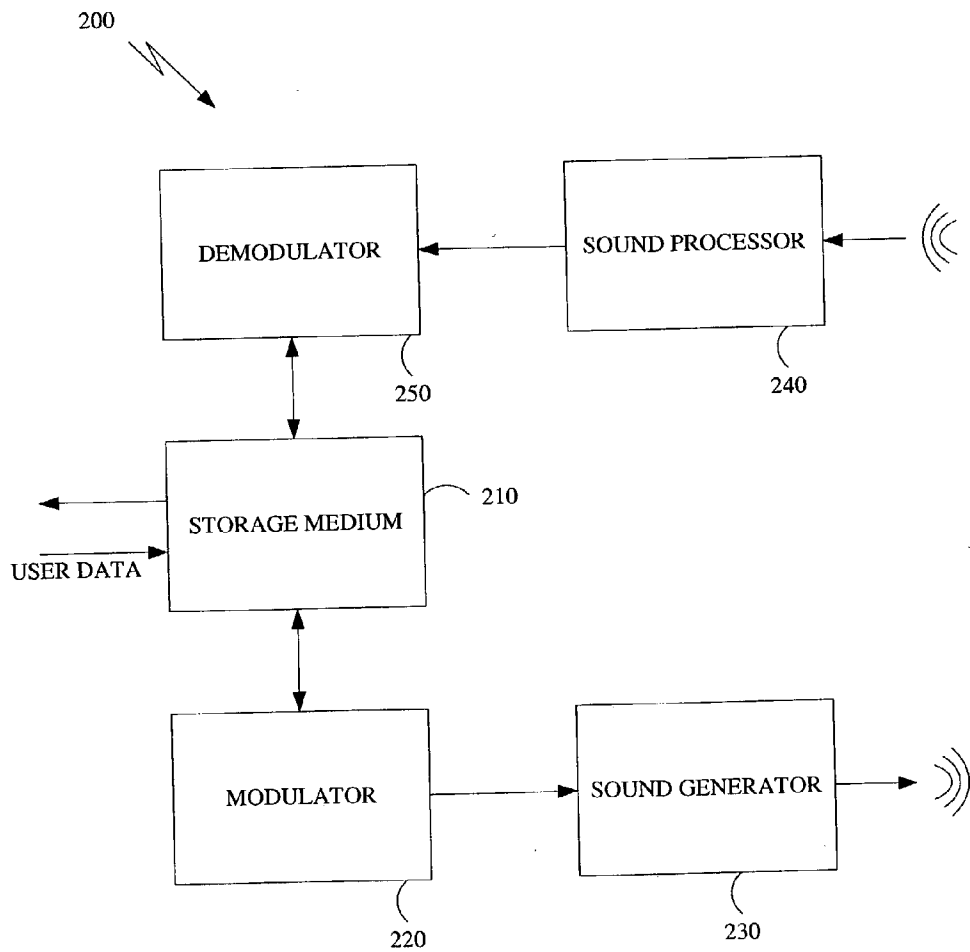 200
DEMODULATOR
SOUND PROCESSOR
250
240
STORAGE MEDIUM
210
USER DATA
MODULATOR
SOUND GENERATOR
220
230